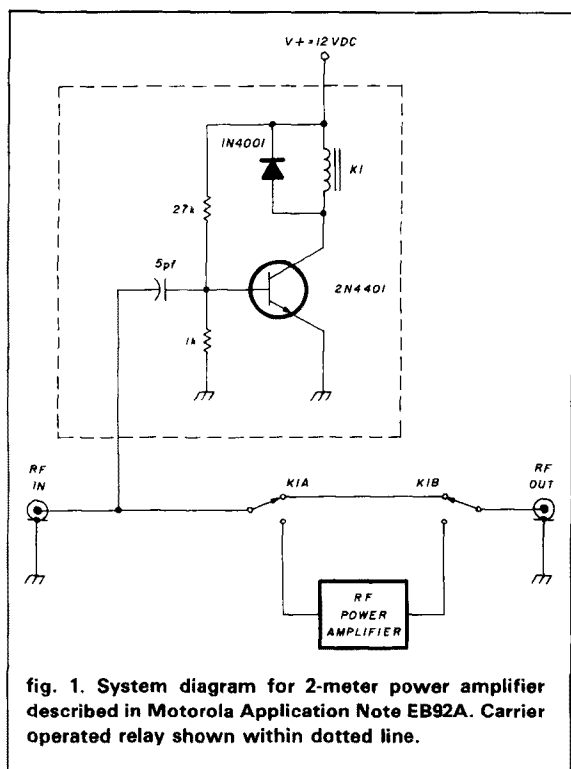 V+ = 12 VDC
1N4001
K1
27k
5pf
2N4401
1k
RF
IN
K1A
K1B
RF
OUT
RF
POWER
AMPLIFIER
fig. 1. System diagram for 2-meter power amplifier
described in Motorola Application Note EB92A. Carrier
operated relay shown within dotted line.